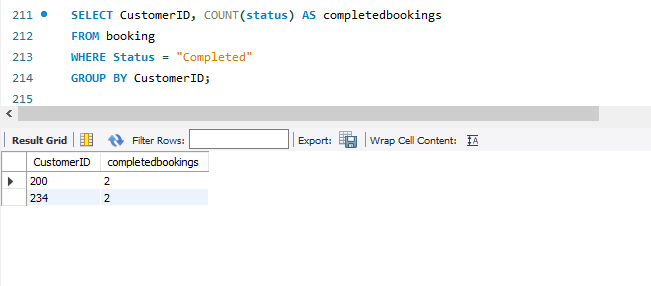 211 SELECT CustomerID, COUNT(status) AS completedbookings
212 FROM booking
213 WHERE Status = "Completed"
214 GROUP BY CustomerID;
215
Result Grid Filter Rows: Export: Wrap Cell Content: IA
CustomerID completedbookings
200 2
234 2